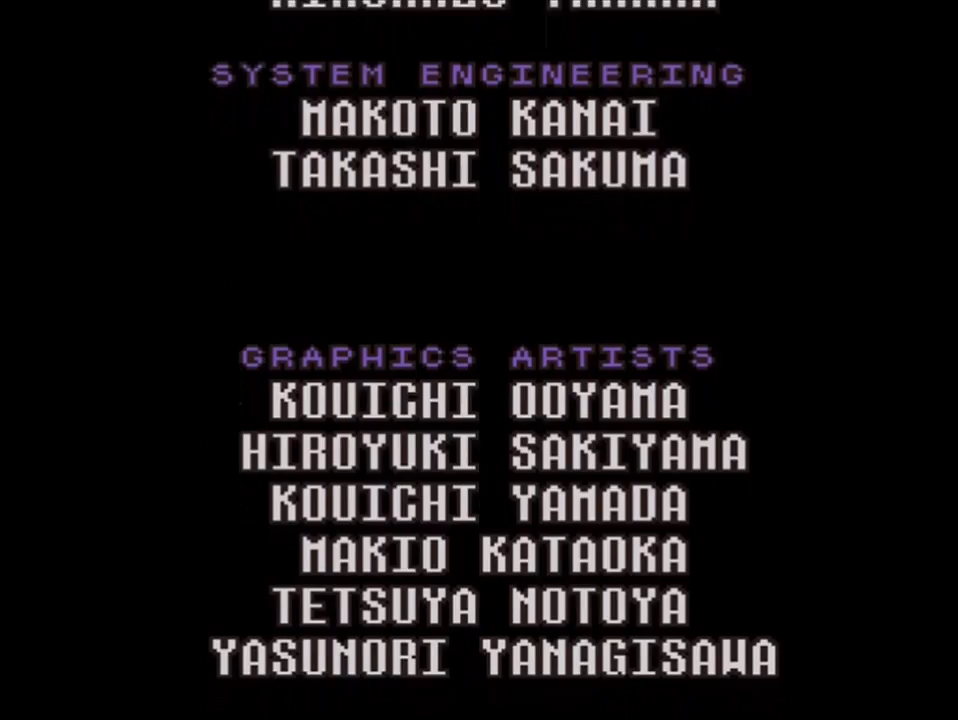 SYSTEM ENGINEERING
MAKOTO KANAI
TAKASHI SAKUMA
GRAPHICS ARTISTS
KOUICHI OOYAMA
HIROYUKI SAKIYAMA
KOUICHI YAMADA
MAKIO KATAOKA
TETSUYA NOTOYA
YASUNORI YANAGISAWA